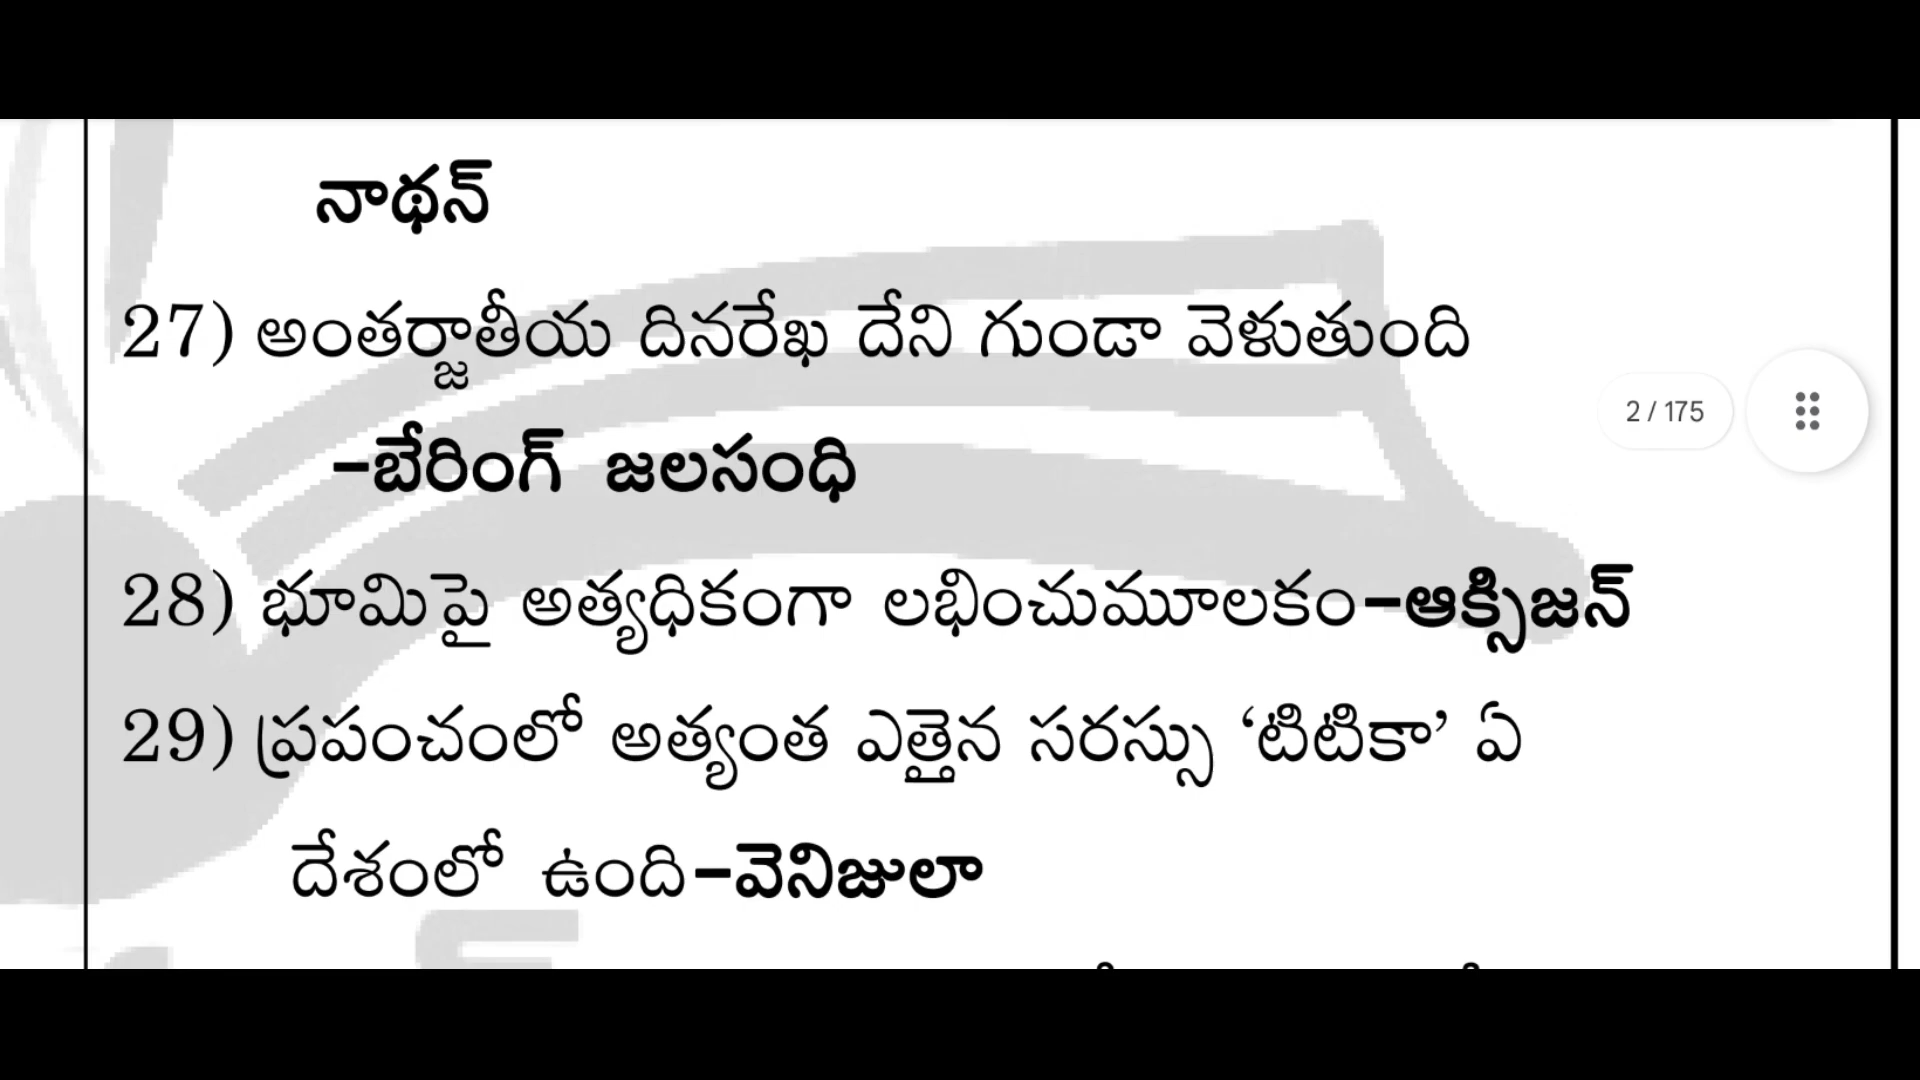 నాథన్
27) అంతర్జాతీయ దినరేఖ దేని గుండా వెళుతుంది
-బేరింగ్ జలసంధి
2 / 175
28) భూమిపై అత్యధికంగా లభించుమూలకం-ఆక్సిజన్
29) ప్రపంచంలో అత్యంత ఎత్తైన సరస్సు ‘టిటికా’ ఏ
దేశంలో ఉంది-వెనిజులా